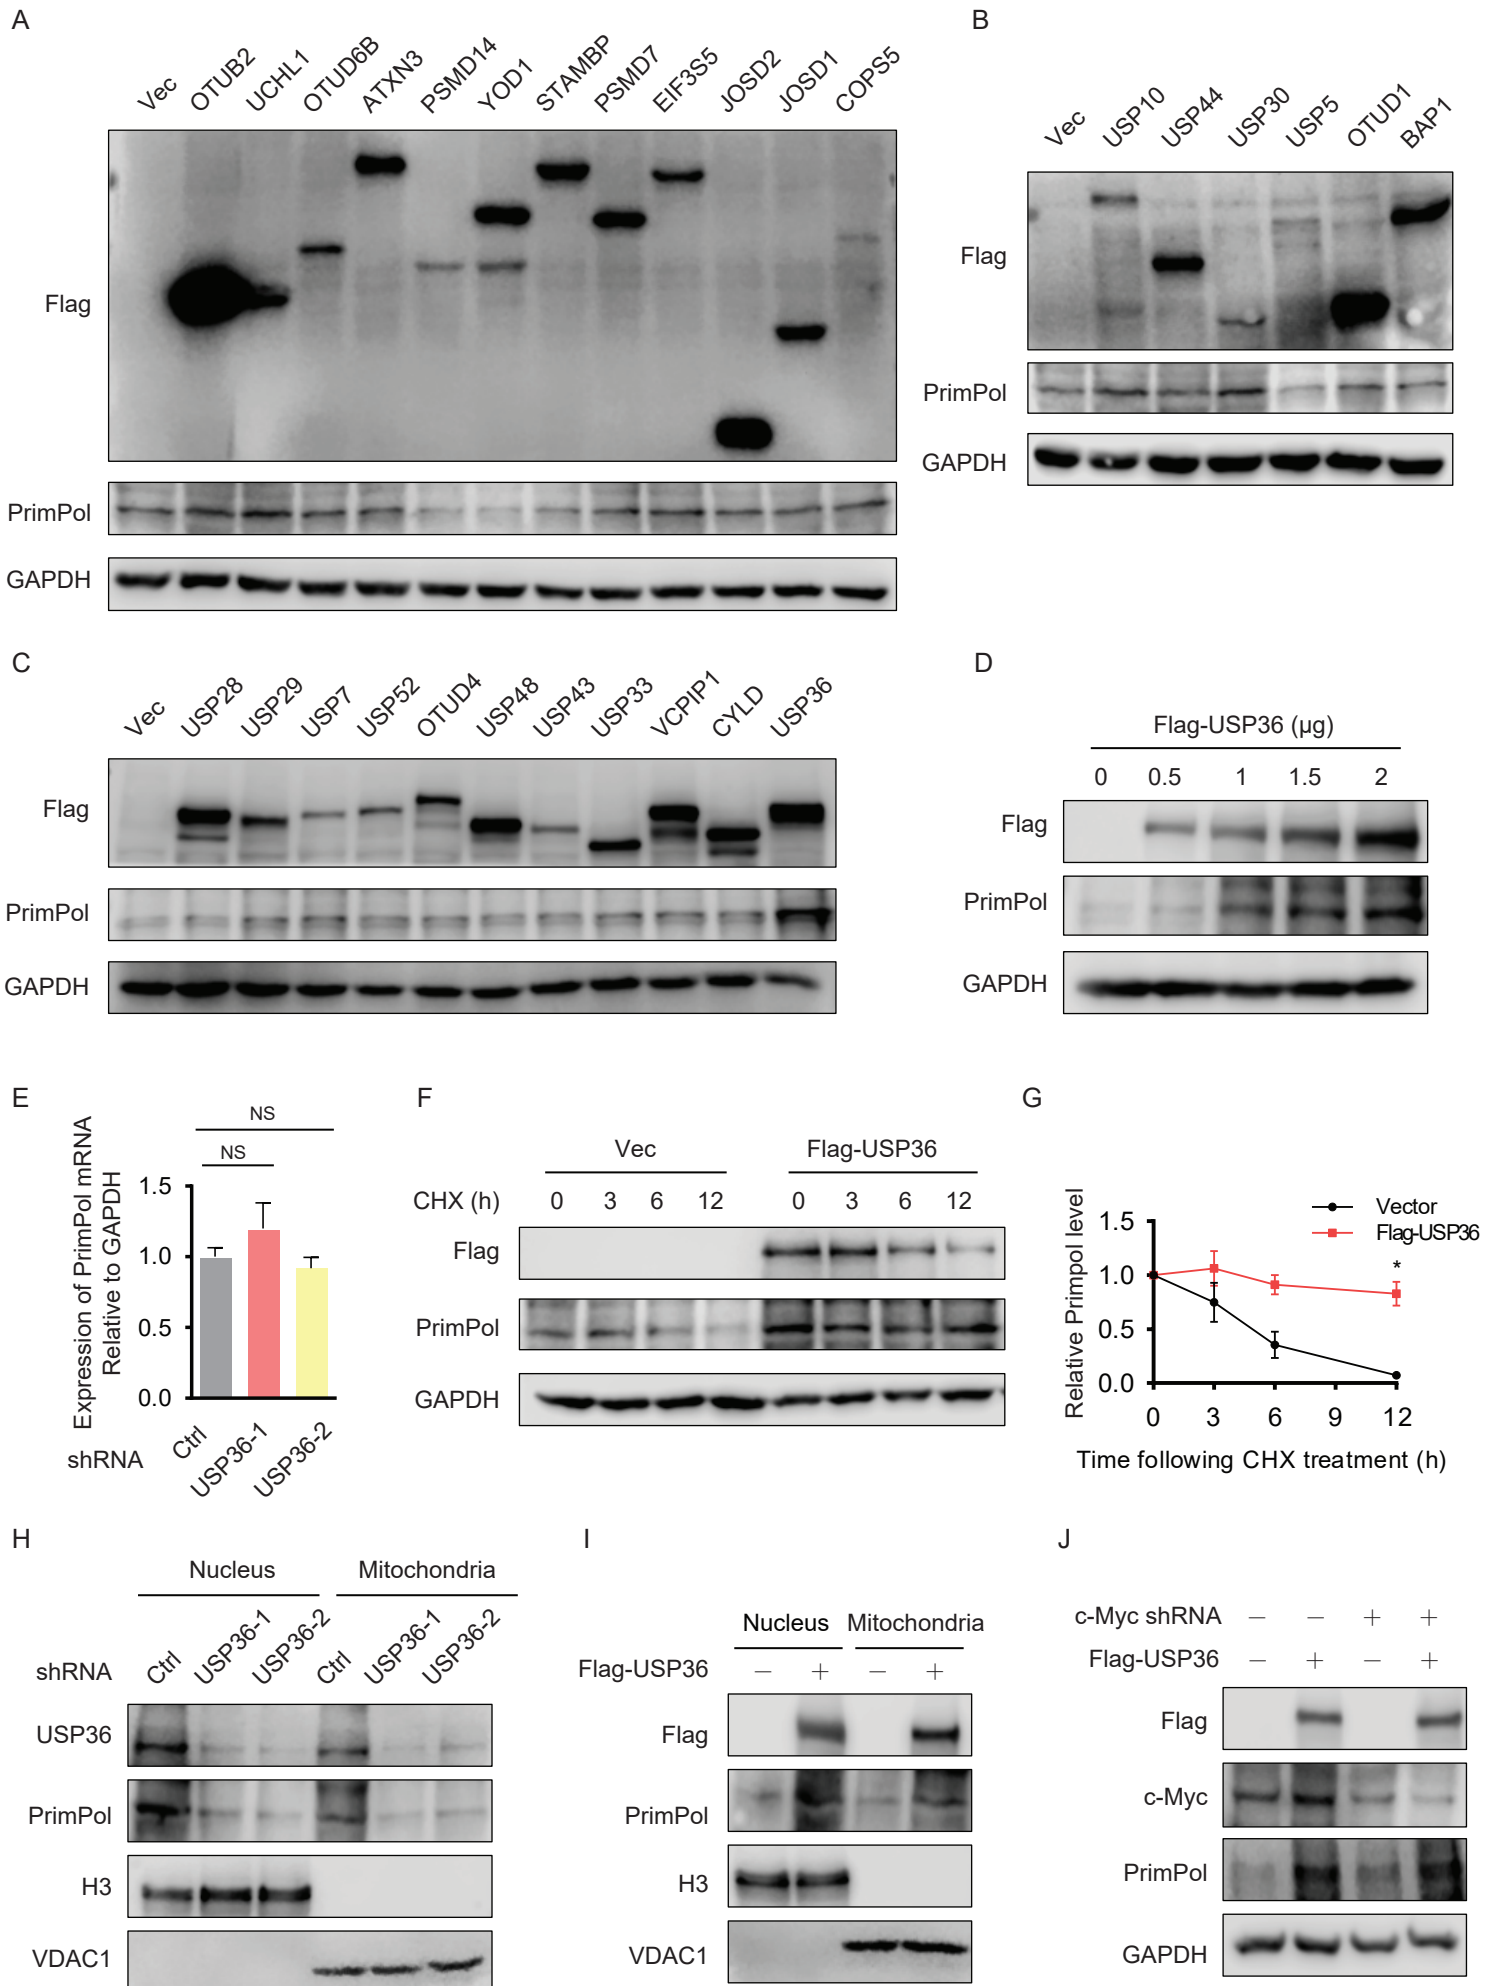 A
Vec OTUB2 UCHL1 OTUD6B ATXN3 PSMD14 YOD1 STAMBP PSMD7 EIF3S5 JOSD2 JOSD1 COPS5
Flag
PrimPol
GAPDH
B
Vec USP10 USP44 USP30 USP5 OTUD1 BAP1
Flag
PrimPol
GAPDH
C
Vec USP28 USP29 USP7 USP52 OTUD4 USP48 USP43 USP33 VCPIP1 CYLD USP36
Flag
PrimPol
GAPDH
D
Flag-USP36 (μg)
0 0.5 1 1.5 2
Flag
PrimPol
GAPDH
E
NS
NS
Expression of PrimPol mRNA
Relative to GAPDH
1.5
1.0
0.5
0.0
shRNA Ctrl USP36-1 USP36-2
F
Vec Flag-USP36
CHX (h) 0 3 6 12 0 3 6 12
Flag
PrimPol
GAPDH
G
Relative Primpol level
Vector
Flag-USP36
*
1.5
1.0
0.5
0.0
0 3 6 9 12
Time following CHX treatment (h)
H
Nucleus Mitochondria
shRNA Ctrl USP36-1 USP36-2 Ctrl USP36-1 USP36-2
USP36
PrimPol
H3
VDAC1
I
Nucleus Mitochondria
Flag-USP36 − + − +
Flag
PrimPol
H3
VDAC1
J
c-Myc shRNA − − + +
Flag-USP36 − + − +
Flag
c-Myc
PrimPol
GAPDH